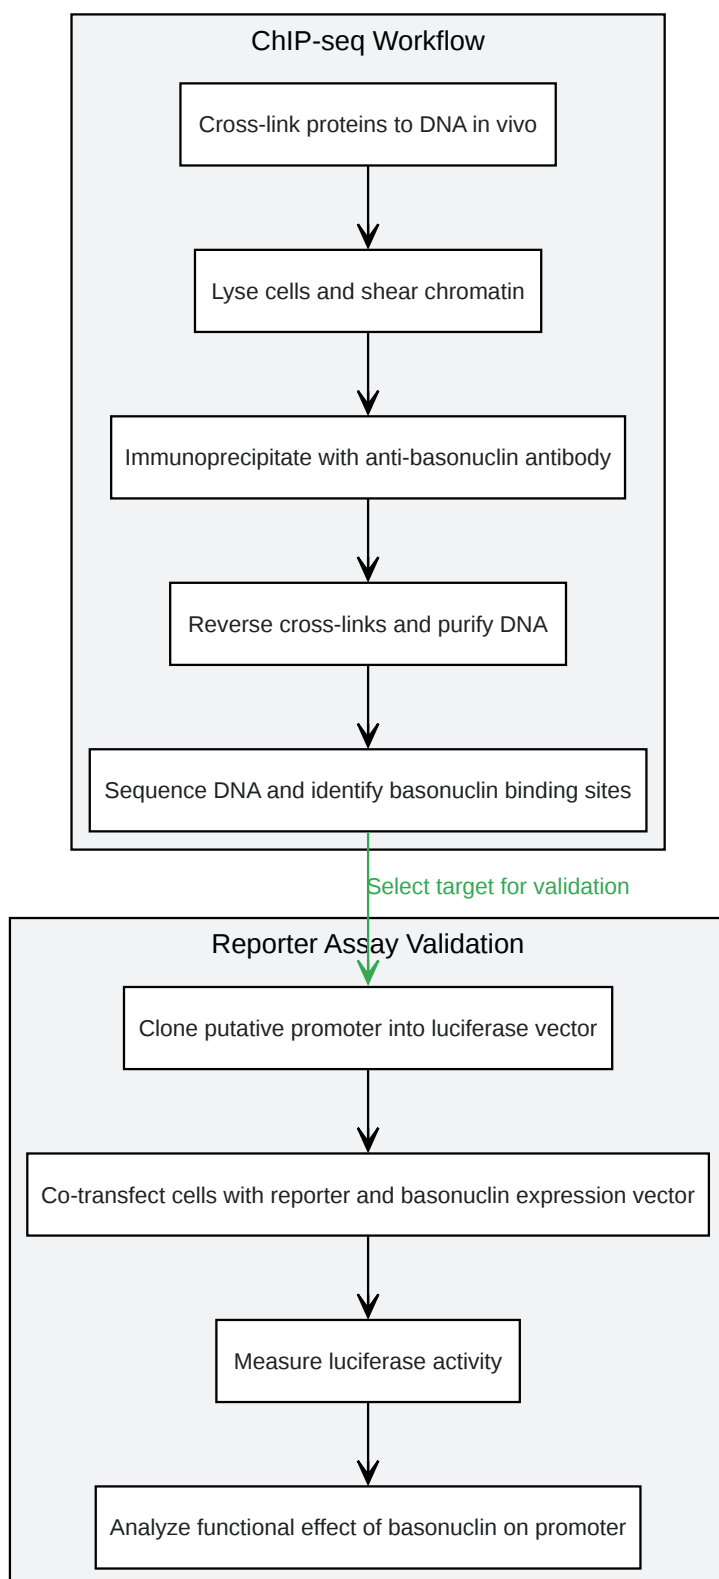 ChIP-seq Workflow
Cross-link proteins to DNA in vivo
Lyse cells and shear chromatin
Immunoprecipitate with anti-basonuclin antibody
Reverse cross-links and purify DNA
Sequence DNA and identify basonuclin binding sites
Select target for validation
Reporter Assay Validation
Clone putative promoter into luciferase vector
Co-transfect cells with reporter and basonuclin expression vector
Measure luciferase activity
Analyze functional effect of basonuclin on promoter